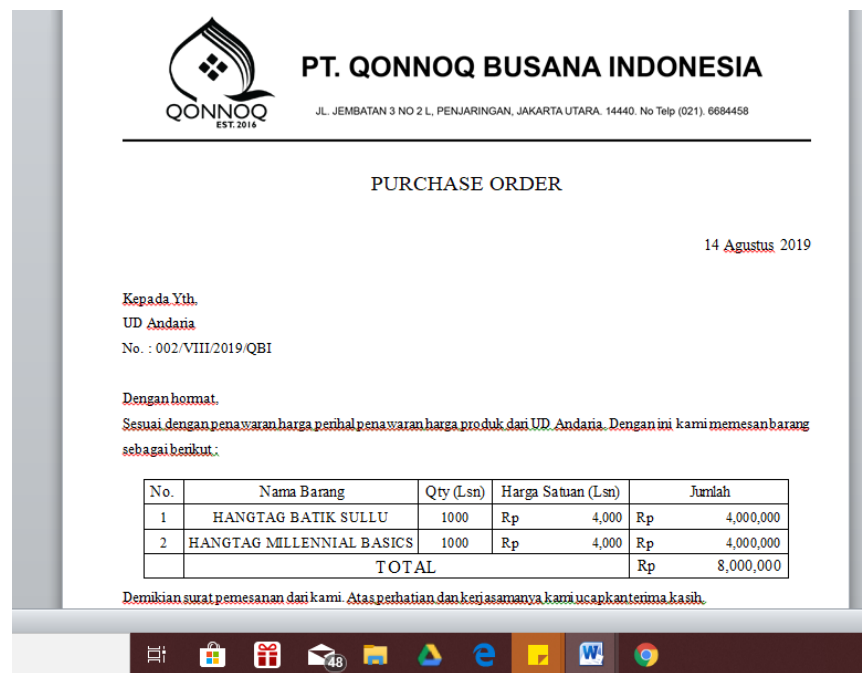 QONNOQ
EST. 2016
PT. QONNOQ BUSANA INDONESIA
JL. JEMBATAN 3 NO 2 L, PENJARINGAN, JAKARTA UTARA. 14440. No Telp (021). 6684458
PURCHASE ORDER
14 Agustus 2019
Kepada Yth,
UD Andaria
No. : 002/VIII/2019/QBI
Dengan hormat,
Sesuai dengan penawaran harga perihal penawaran harga produk dari UD Andaria. Dengan ini kami memesan barang
sebagai berikut :
No. Nama Barang Qty (Lsn) Harga Satuan (Lsn) Jumlah
1 HANGTAG BATIK SULLU 1000 Rp 4,000 Rp 4,000,000
2 HANGTAG MILLENNIAL BASICS 1000 Rp 4,000 Rp 4,000,000
TOTAL Rp 8,000,000
Demikian surat pemesanan dari kami. Atas perhatian dan kerjasamanya kami ucapkan terima kasih.
48